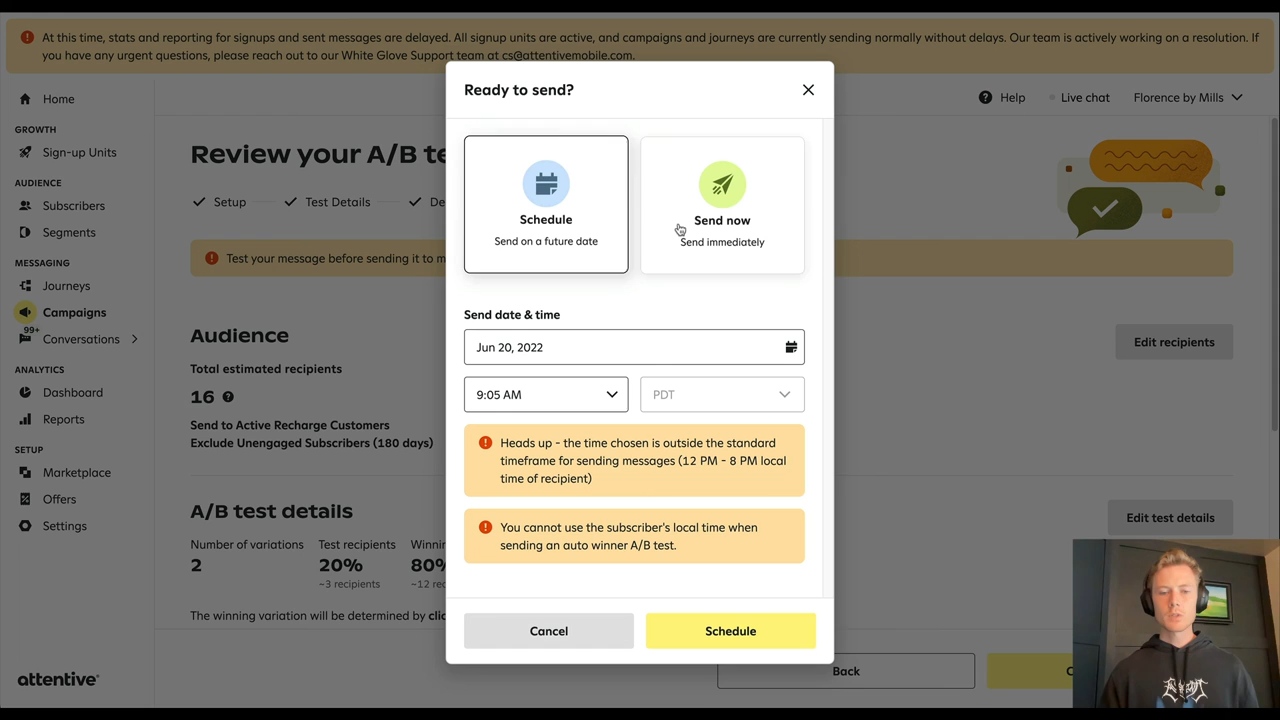 At this time, stats and reporting for signups and sent messages are delayed. All signup units are active, and campaigns and journeys are currently sending normally without delays. Our team is actively working on a resolution. If
you have any urgent questions, please reach out to our White Glove Support team at cs@attentivemobile.com.
Home
GROWTH
Sign-up Units
AUDIENCE
Subscribers
Segments
MESSAGING
Journeys
Campaigns
99+
Conversations
ANALYTICS
Dashboard
Reports
SETUP
Marketplace
Offers
Settings
attentive
Help
Live chat
Florence by Mills
Review your A/B te
Setup
Test Details
De
Test your message before sending it to m
Audience
Edit recipients
Total estimated recipients
16
Send to Active Recharge Customers
Exclude Unengaged Subscribers (180 days)
A/B test details
Edit test details
Number of variations
Test recipients
Winnin
2
20%
80%
~3 recipients
~12 rec
The winning variation will be determined by clic
Back
C
Ready to send?
Schedule
Send on a future date
Send now
Send immediately
Send date & time
Jun 20, 2022
9:05 AM
PDT
Heads up - the time chosen is outside the standard
timeframe for sending messages (12 PM - 8 PM local
time of recipient)
You cannot use the subscriber's local time when
sending an auto winner A/B test.
Cancel
Schedule